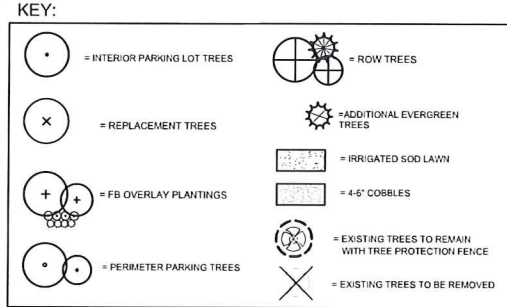 KEY:
= INTERIOR PARKING LOT TREES
= REPLACEMENT TREES
= FB OVERLAY PLANTINGS
= PERIMETER PARKING TREES
= ROW TREES
=ADDITIONAL EVERGREEN
TREES
= IRRIGATED SOD LAWN
= 4-6" COBBLES
= EXISTING TREES TO REMAIN
WITH TREE PROTECTION FENCE
= EXISTING TREES TO BE REMOVED